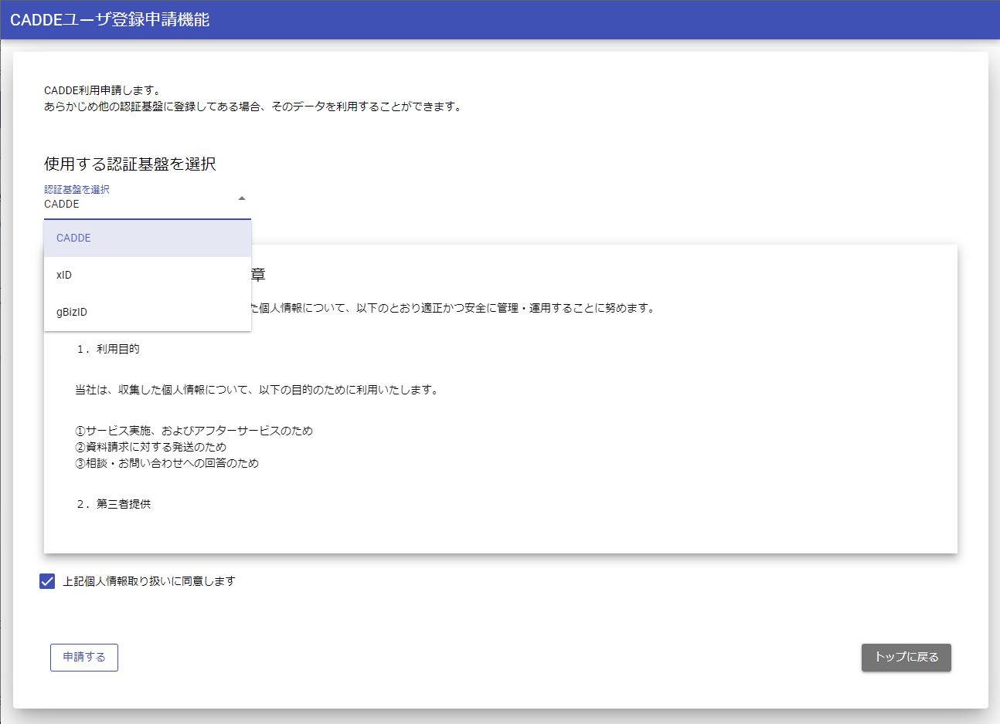 CADDEユーザ登録申請機能
CADDE利用申請します。
あらかじめ他の認証基盤に登録してある場合、そのデータを利用することができます。
使用する認証基盤を選択
認証基盤を選択
CADDE
CADDE
xID
gBizID
章
た個人情報について、以下のとおり適正かつ安全に管理・運用することに努めます。
１．利用目的
当社は、収集した個人情報について、以下の目的のために利用いたします。
①サービス実施、およびアフターサービスのため
②資料請求に対する発送のため
③相談・お問い合わせへの回答のため
２．第三者提供
上記個人情報取り扱いに同意します
申請する
トップに戻る